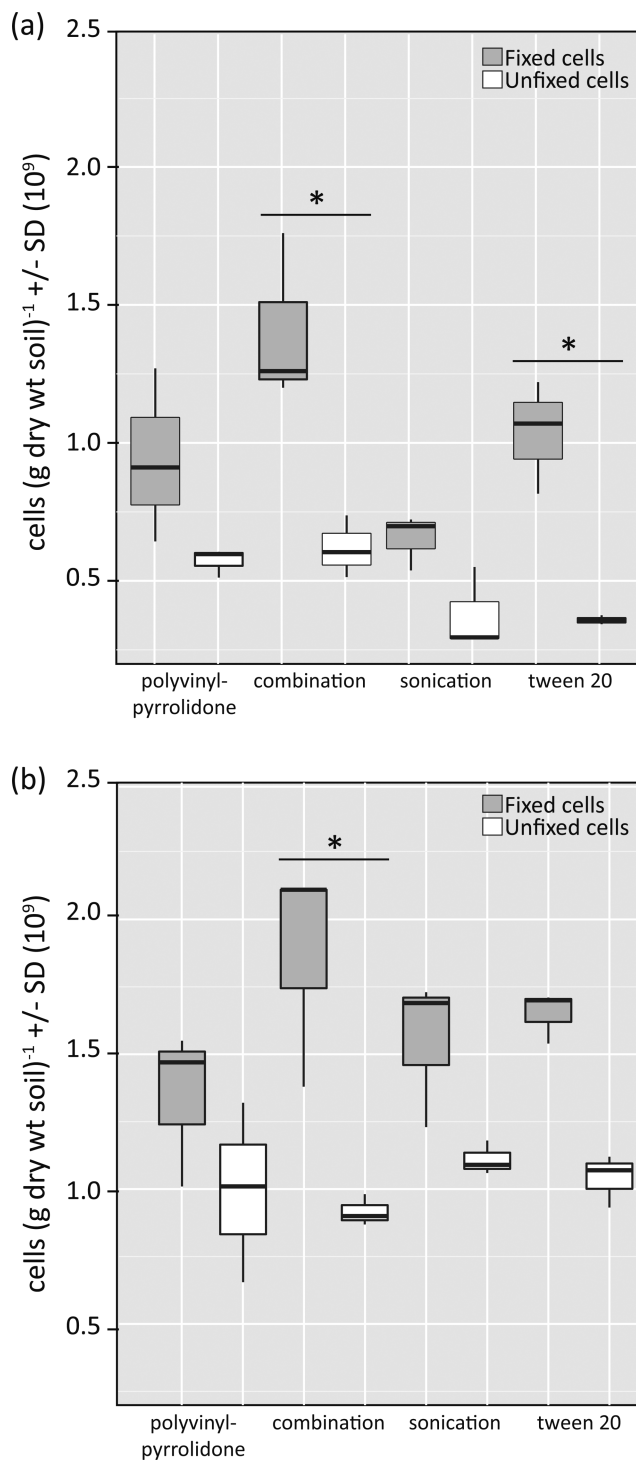 (a)
2.5
Fixed cells
Unfixed cells
2.0
*
1.5
*
1.0
0.5
cells (g dry wt soil)⁻¹ +/- SD (10⁹)
polyvinyl-
pyrrolidone
combination
sonication
tween 20
(b)
2.5
Fixed cells
Unfixed cells
*
2.0
1.5
1.0
0.5
cells (g dry wt soil)⁻¹ +/- SD (10⁹)
polyvinyl-
pyrrolidone
combination
sonication
tween 20